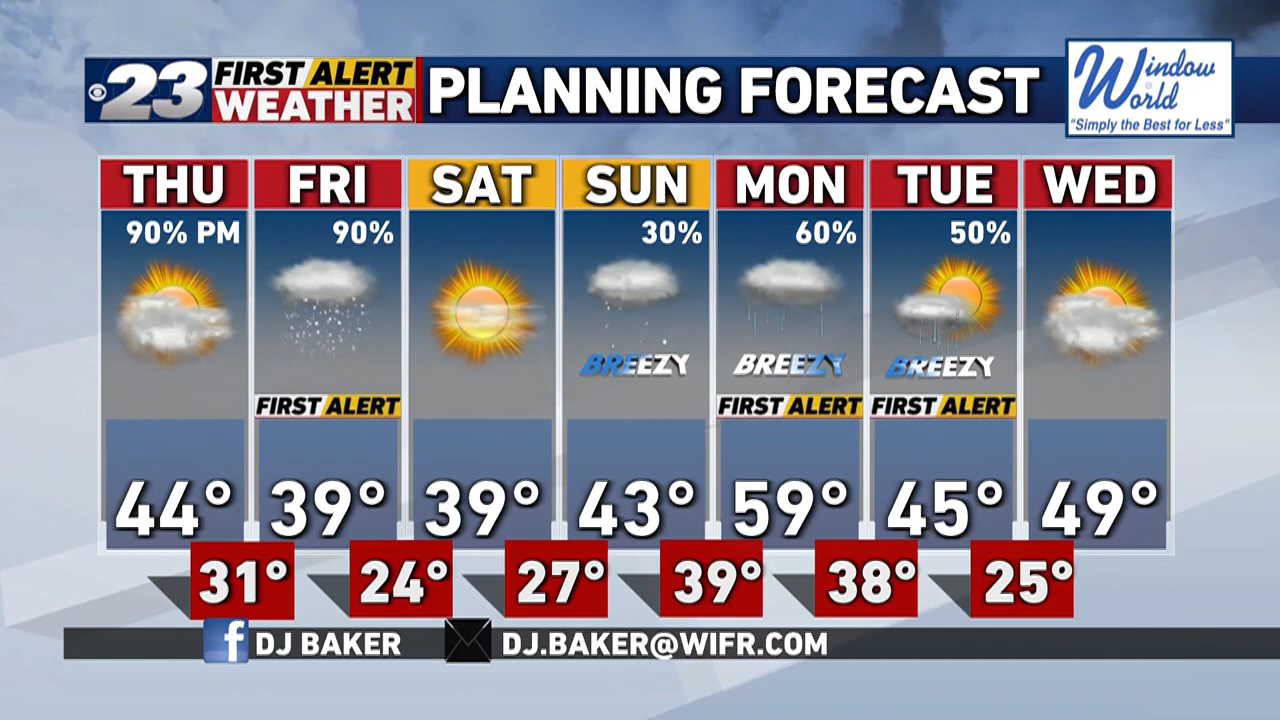 23 FIRST ALERT WEATHER PLANNING FORECAST
Window World
"Simply the Best for Less"
THU FRI SAT SUN MON TUE WED
90% PM 90% 30% 60% 50%
BREEZY BREEZY BREEZY
FIRST ALERT FIRST ALERT FIRST ALERT
44° 39° 39° 43° 59° 45° 49°
31° 24° 27° 39° 38° 25°
f DJ BAKER DJ.BAKER@WIFR.COM